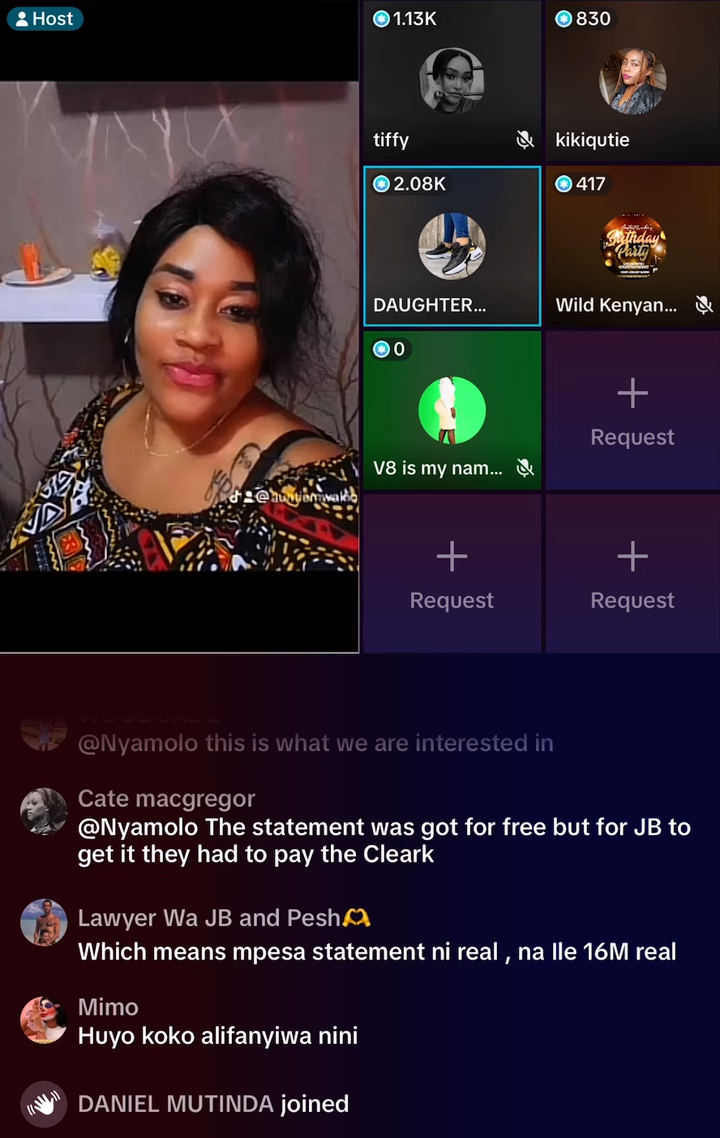 Host
1.13K
830
tiffy
kikiqutie
2.08K
417
Birthday
Party
DAUGHTER...
Wild Kenyan...
0
V8 is my nam...
+
Request
+
Request
+
Request
@Nyamolo this is what we are interested in
Cate macgregor
@Nyamolo The statement was got for free but for JB to
get it they had to pay the Cleark
Lawyer Wa JB and Pesh🫶
Which means mpesa statement ni real , na Ile 16M real
Mimo
Huyo koko alifanyiwa nini
DANIEL MUTINDA joined